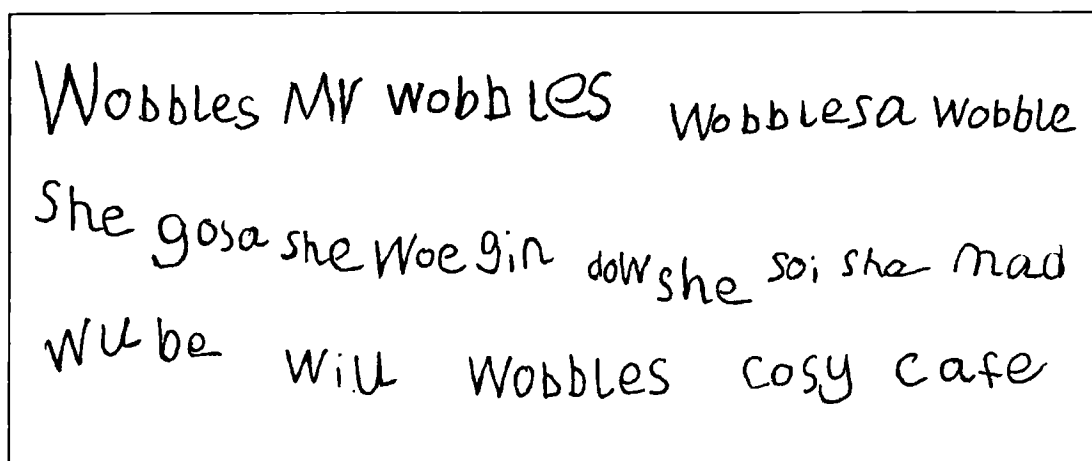 Wobbles Mr wobbles Wobblesa wobble
She gosa she Woe gin dow she soi she mad
wu be will Wobbles cosy cafe